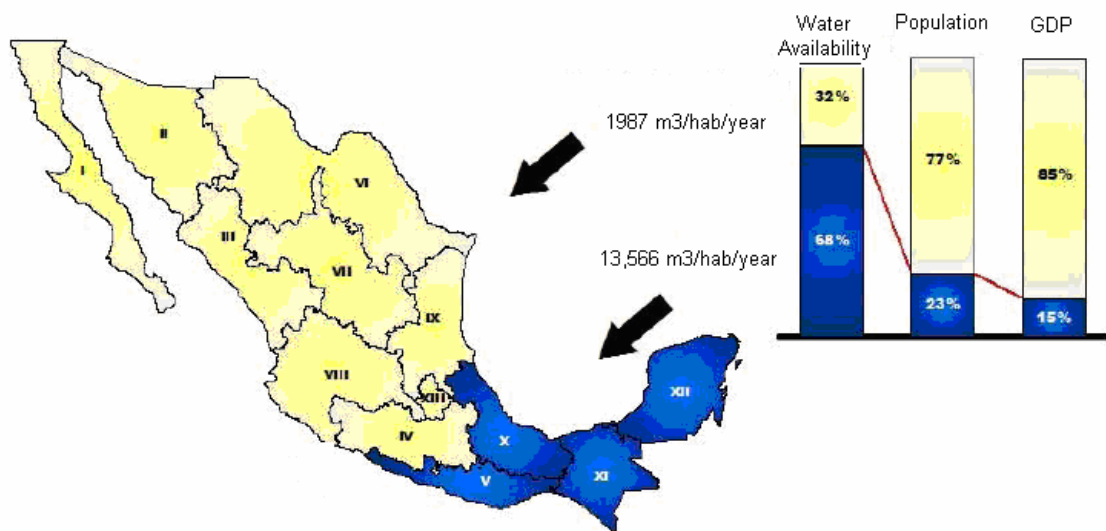 Water
Availability
Population
GDP
32%
77%
85%
68%
23%
15%
1987 m3/hab/year
13,566 m3/hab/year
I
II
VI
III
VII
IX
VIII
XIII
IV
X
V
XI
XII